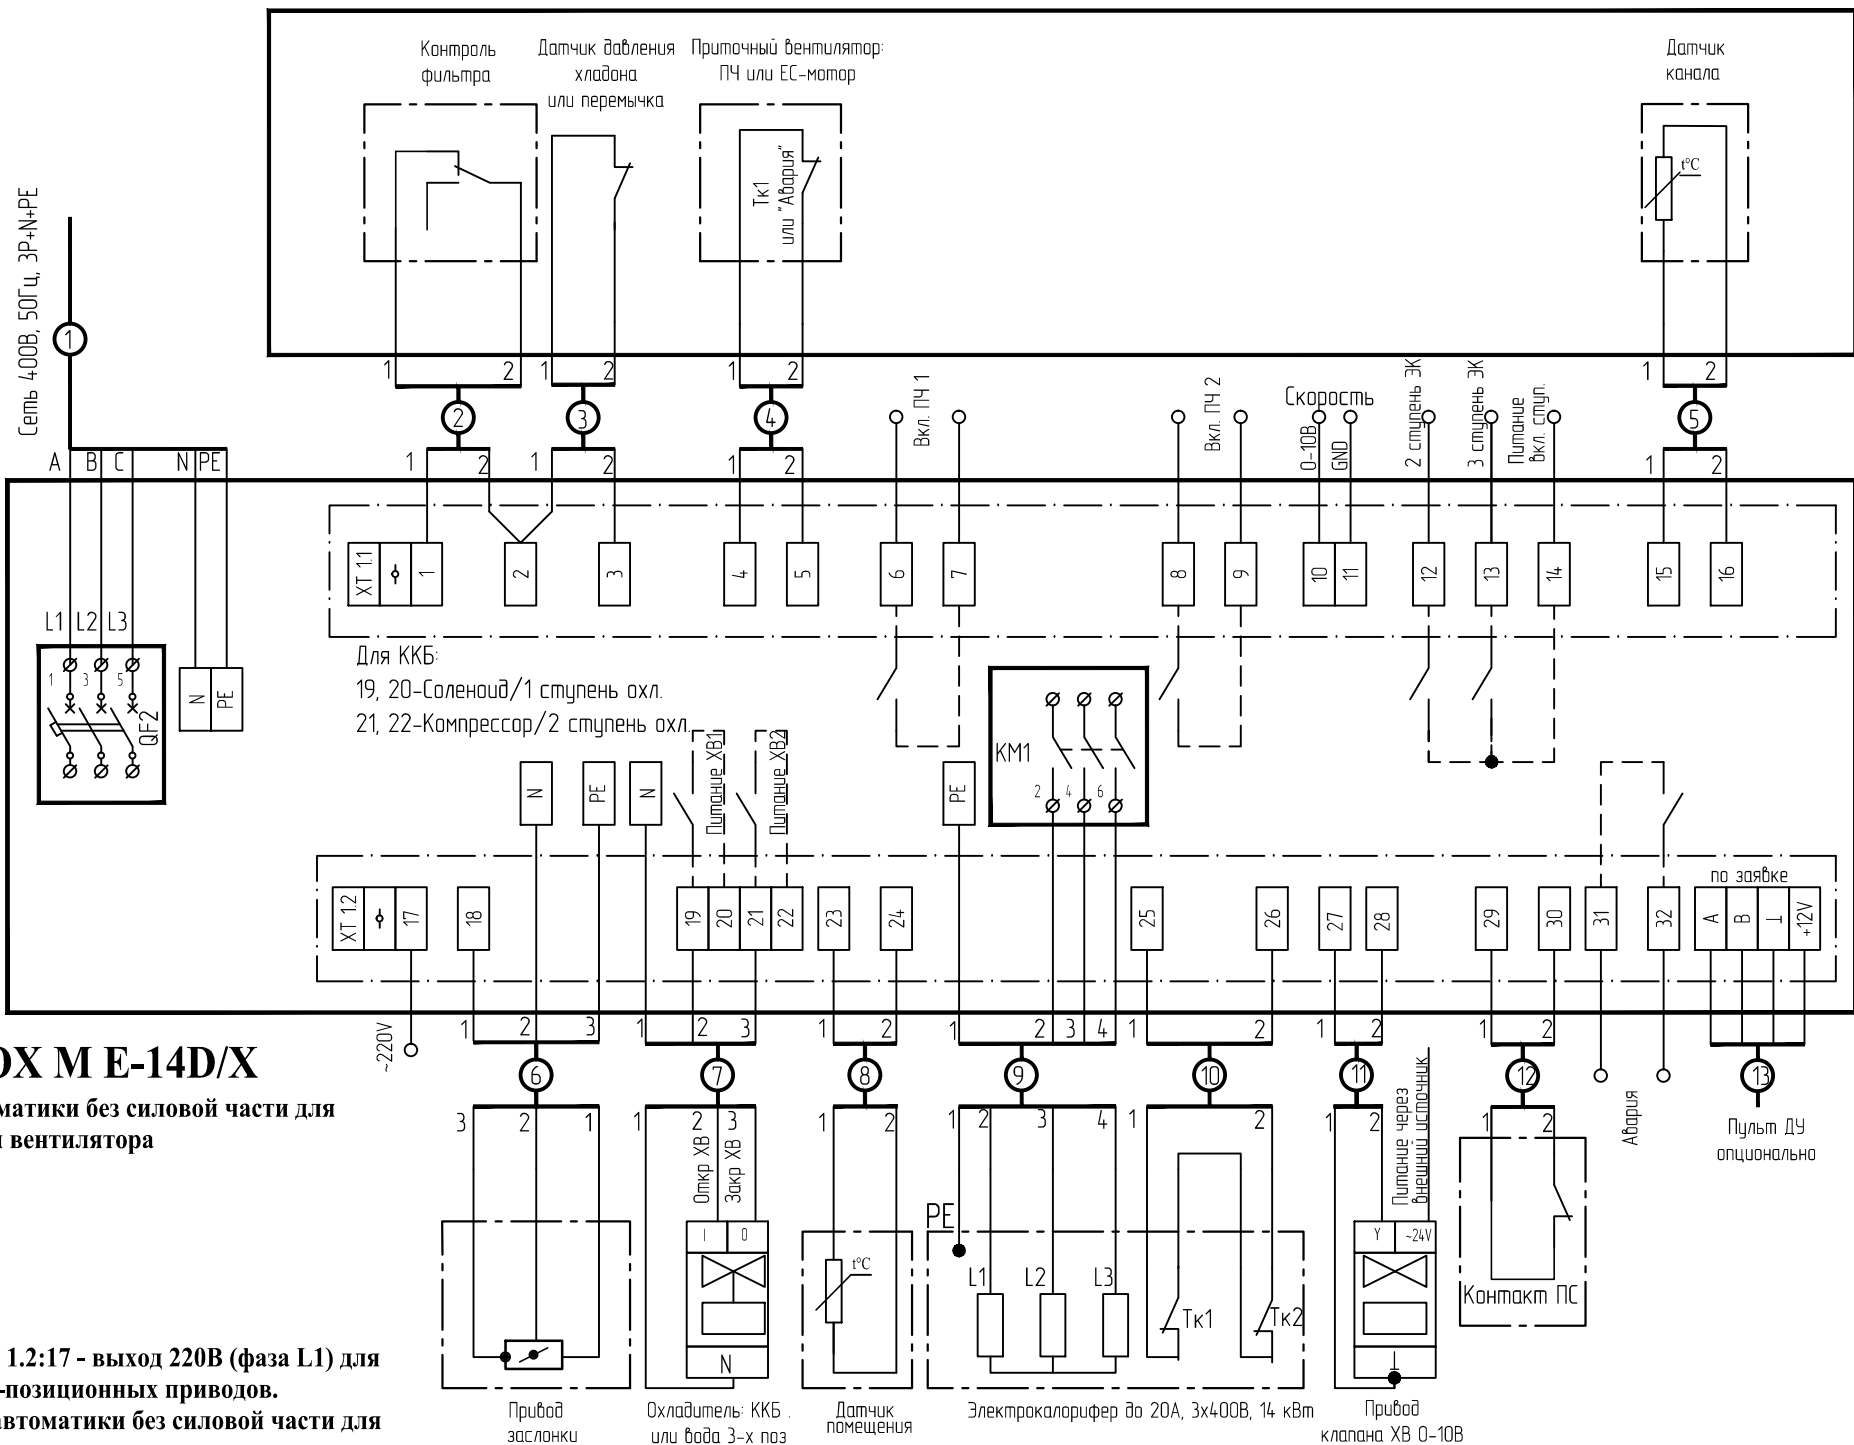 Контроль
фильтра
Датчик давления
хладона
или перемычка
Приточный вентилятор:
ПЧ или ЕС-мотор
Датчик
канала
Тк1
или "Авария"
t°C
Сеть 400В, 50Гц, 3P+N+PE
1
1 2 1 2 1 2 1 2
2 3 4 5
Вкл. ПЧ 1
Вкл. ПЧ 2
Скорость
0-10В
GND
2 ступень ЭК
3 ступень ЭК
Питание
вкл. ступ.
A B C N PE
1 2 1 2 1 2 1 2
XT 1.1 1 2 3 4 5 6 7 8 9 10 11 12 13 14 15 16
L1 L2 L3
1 3 5
QF2
N PE
Для ККБ:
19, 20-Соленоид/1 ступень охл.
21, 22-Компрессор/2 ступень охл.
KM1
2 4 6
N PE N
Питание ХВ1
Питание ХВ2
PE
по заявке
XT 1.2 17 18 19 20 21 22 23 24 25 26 27 28 29 30 31 32 A B ⊥ +12V
~220V
1 2 3 1 2 3 1 2 1 2 3 4 1 2 1 2 1 2
6 7 8 9 10 11 12 13
3 2 1 1 2 3 1 2 1 2 3 4 1 2 1 2 1 2
OX M E-14D/X
матики без силовой части для
и вентилятора
Откр ХВ
Закр ХВ
Питание через
внешний источник
Авария
Пульт ДУ
опционально
I 0
N
t°C
PE
L1 L2 L3
Тк1
Тк2
Y ~24V
Контакт ПС
1.2:17 - выход 220В (фаза L1) для
-позиционных приводов.
автоматики без силовой части для
Привод
заслонки
Охладитель: ККБ .
или вода 3-х поз
Датчик
помещения
Электрокалорифер до 20А, 3х400В, 14 кВт
Привод
клапана ХВ 0-10В